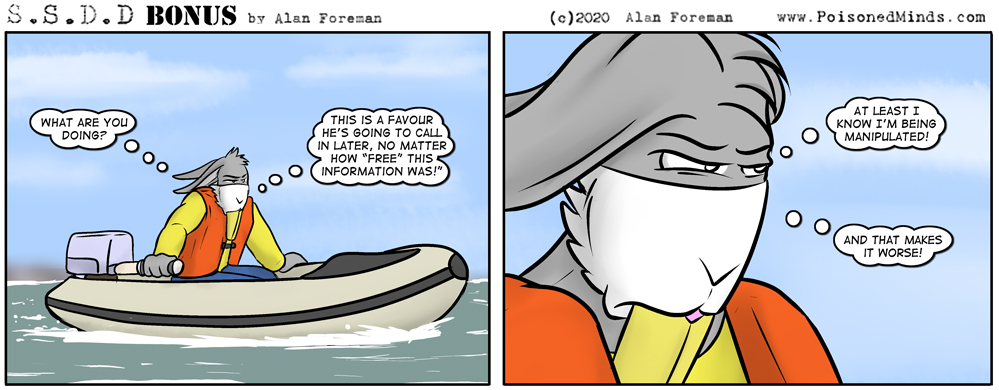 S.S.D.D BONUS by Alan Foreman
(c)2020 Alan Foreman
www.PoisonedMinds.com
WHAT ARE YOU
DOING?
THIS IS A FAVOUR
HE'S GOING TO CALL
IN LATER, NO MATTER
HOW "FREE" THIS
INFORMATION WAS!"
AT LEAST I
KNOW I'M BEING
MANIPULATED!
AND THAT MAKES
IT WORSE!